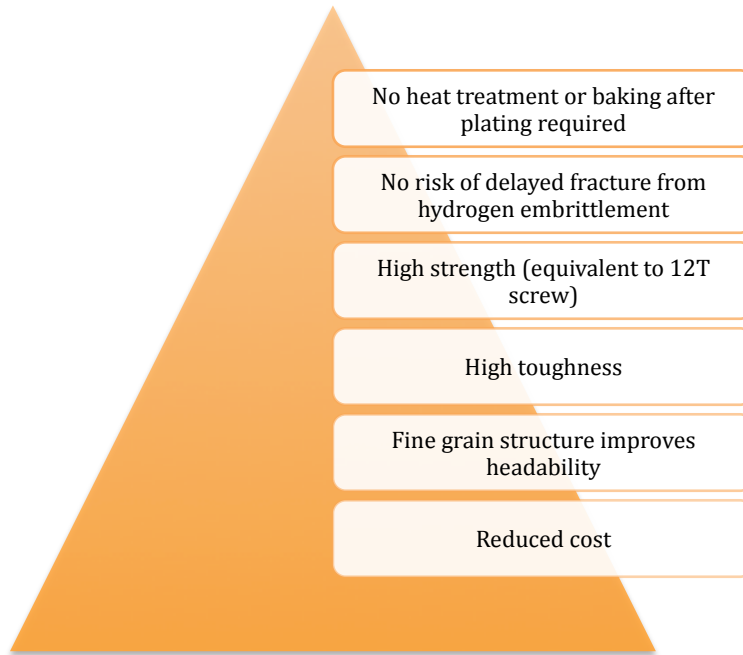 No heat treatment or baking after
plating required
No risk of delayed fracture from
hydrogen embrittlement
High strength (equivalent to 12T
screw)
High toughness
Fine grain structure improves
headability
Reduced cost